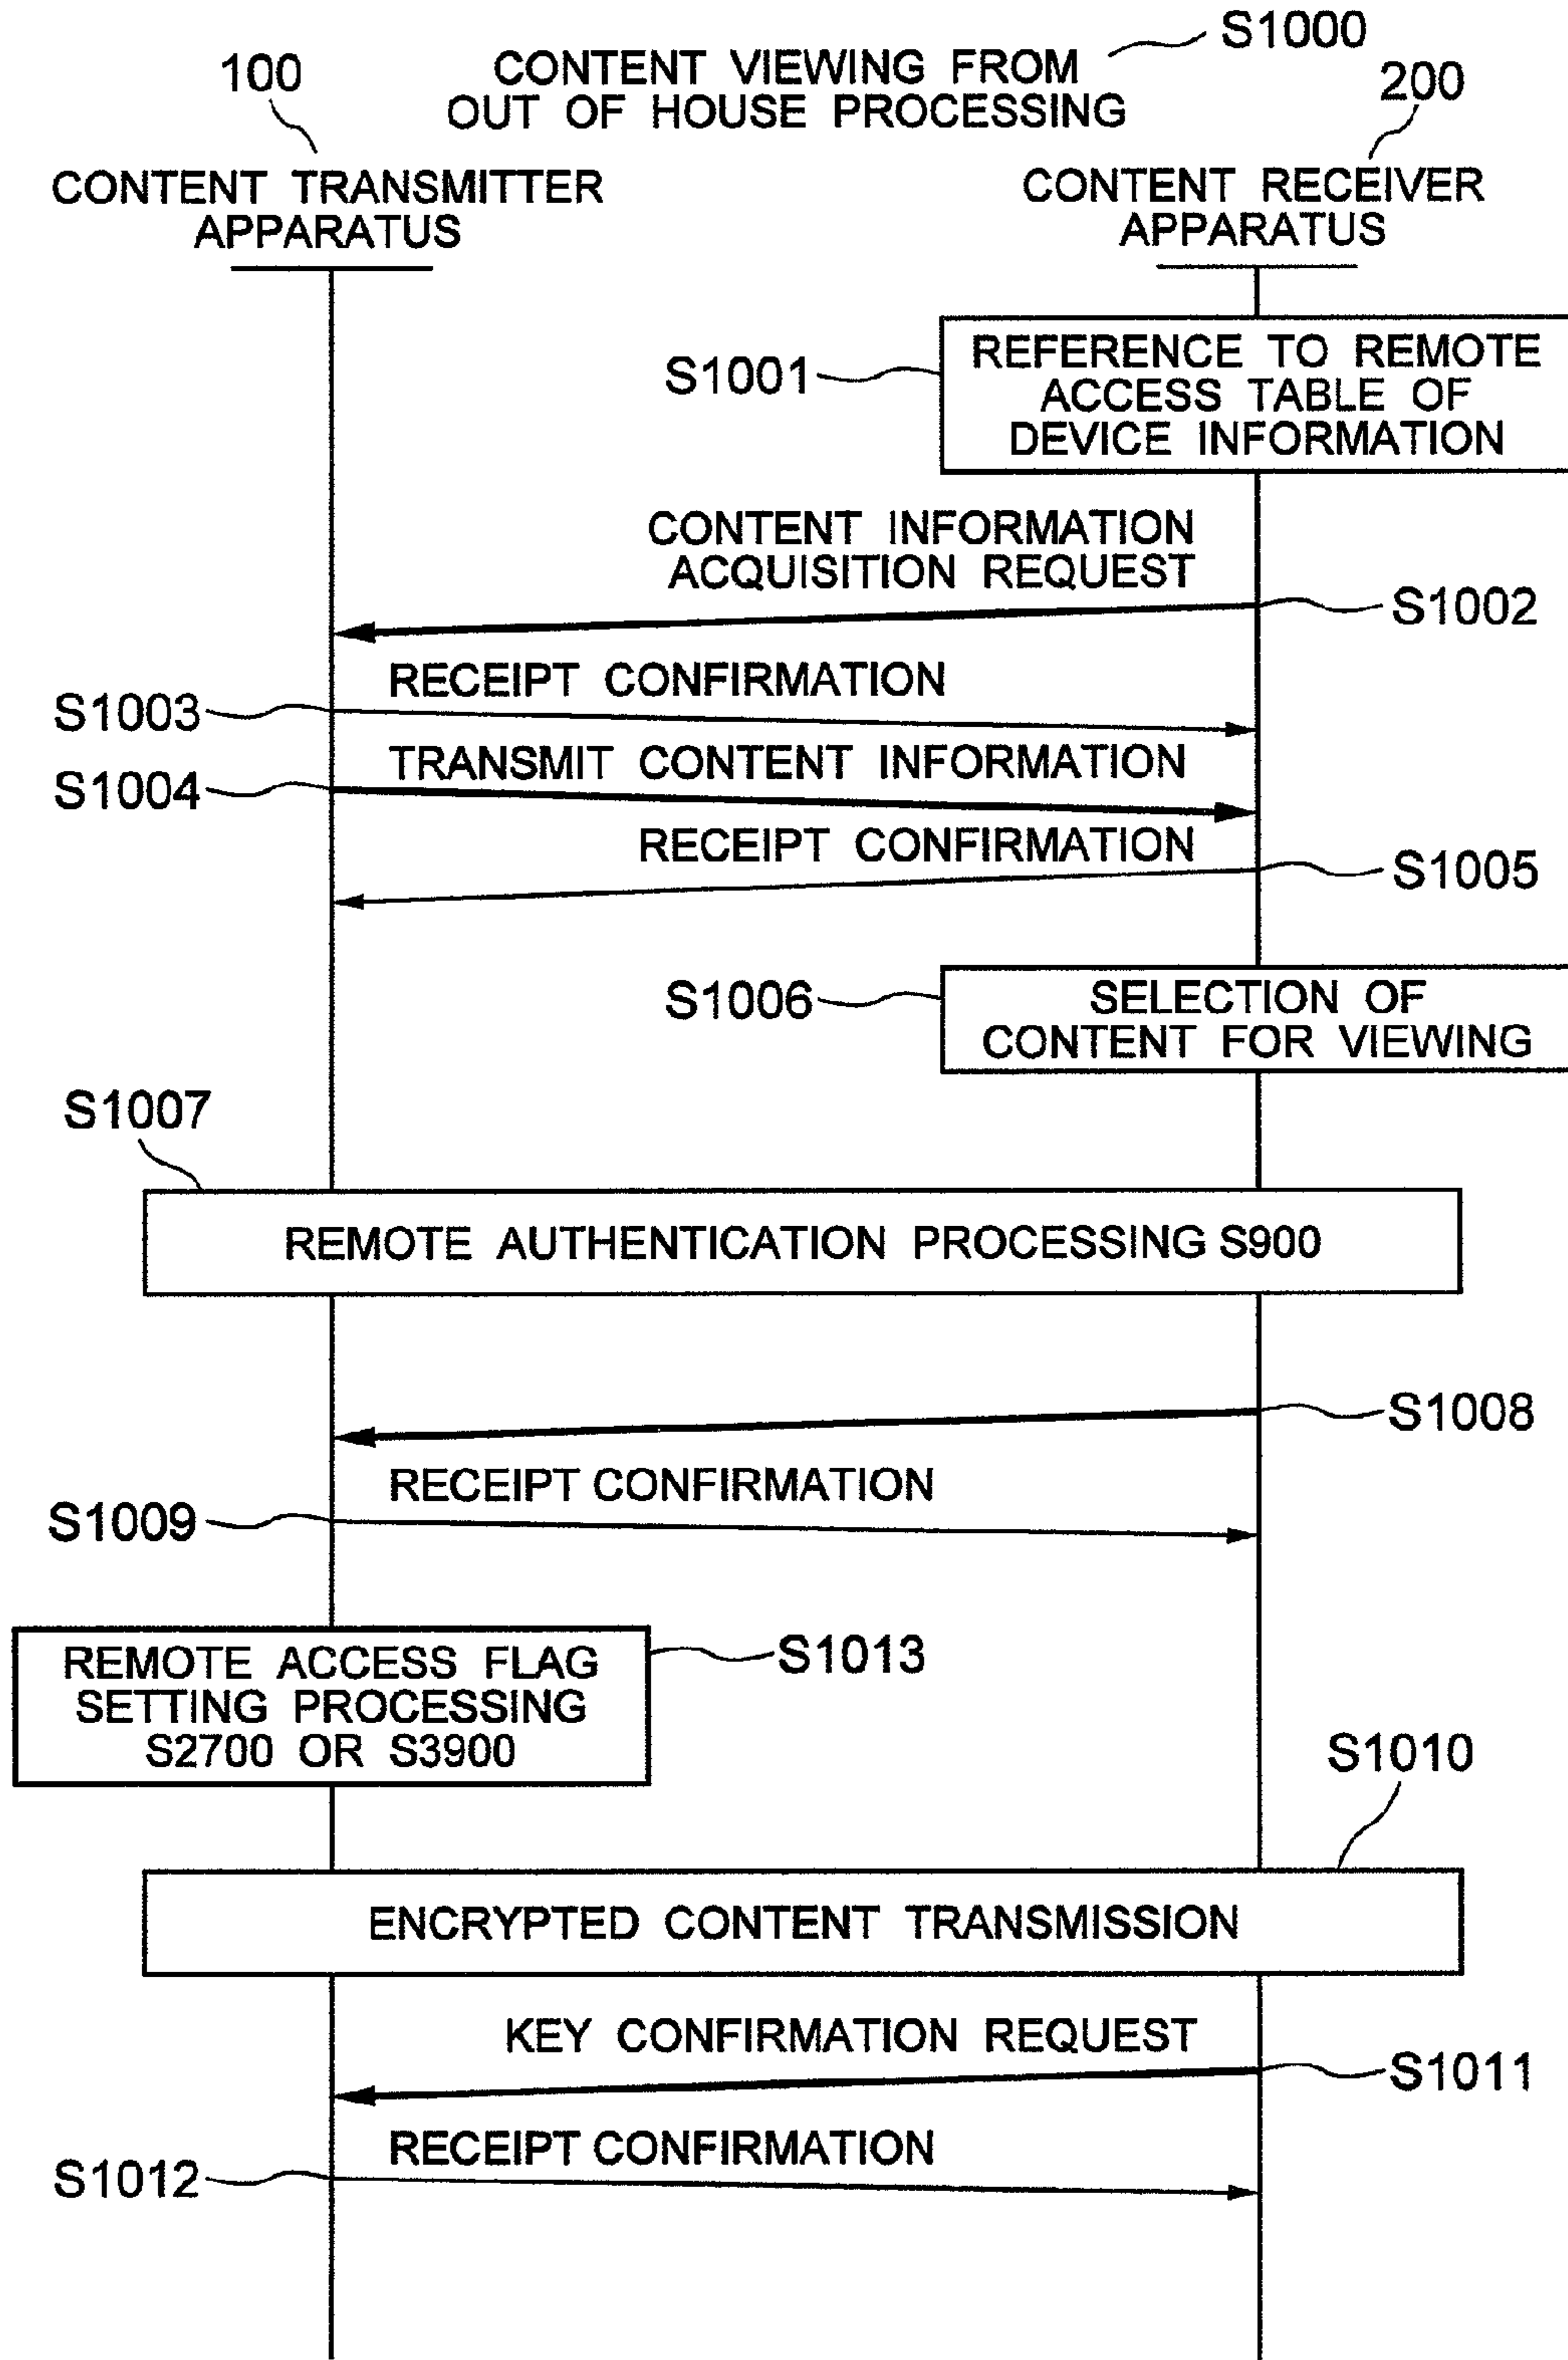 S1000
CONTENT VIEWING FROM
OUT OF HOUSE PROCESSING
100
200
CONTENT TRANSMITTER
APPARATUS
CONTENT RECEIVER
APPARATUS
S1001
REFERENCE TO REMOTE
ACCESS TABLE OF
DEVICE INFORMATION
CONTENT INFORMATION
ACQUISITION REQUEST
S1002
RECEIPT CONFIRMATION
S1003
TRANSMIT CONTENT INFORMATION
S1004
RECEIPT CONFIRMATION
S1005
S1006
SELECTION OF
CONTENT FOR VIEWING
S1007
REMOTE AUTHENTICATION PROCESSING S900
S1008
RECEIPT CONFIRMATION
S1009
REMOTE ACCESS FLAG
SETTING PROCESSING
S2700 OR S3900
S1013
S1010
ENCRYPTED CONTENT TRANSMISSION
KEY CONFIRMATION REQUEST
S1011
RECEIPT CONFIRMATION
S1012